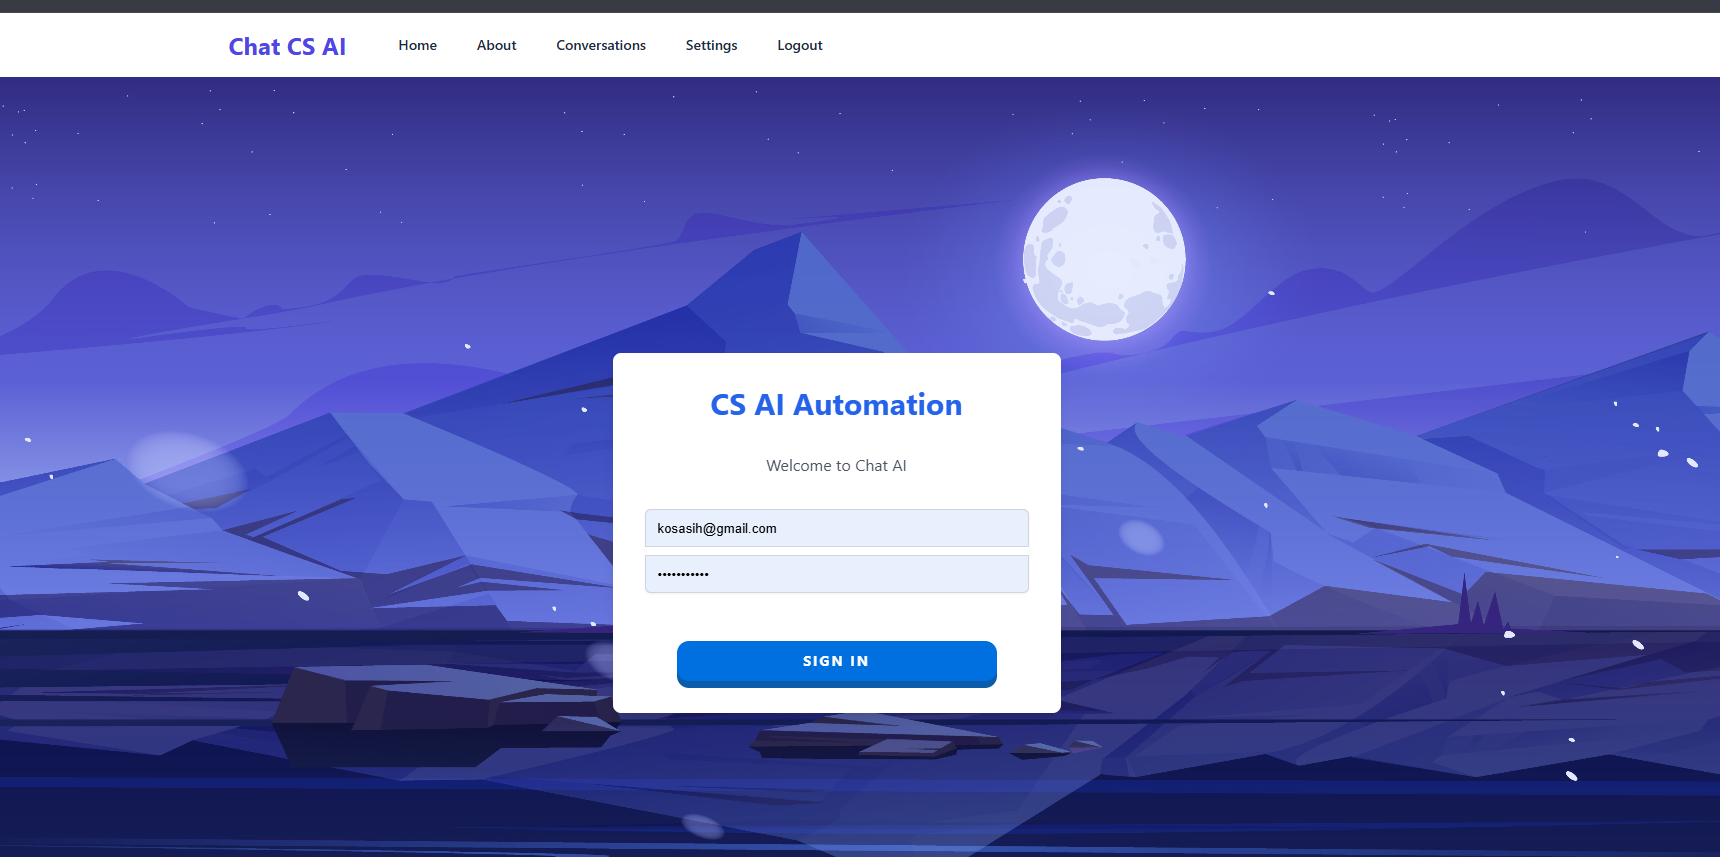 Chat CS AI Home About Conversations Settings Logout
CS AI Automation
Welcome to Chat AI
kosasih@gmail.com
•••••••••••
SIGN IN